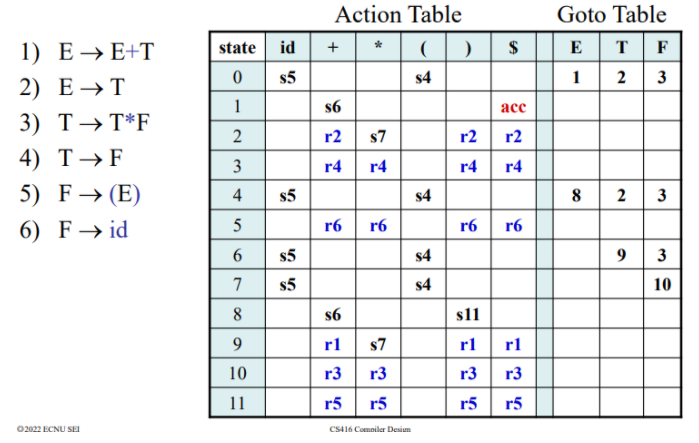 Action Table Goto Table
1) E → E+T
2) E → T
3) T → T*F
4) T → F
5) F → (E)
6) F → id
state id + * ( ) $ E T F
0 s5 s4 1 2 3
1 s6 acc
2 r2 s7 r2 r2
3 r4 r4 r4 r4
4 s5 s4 8 2 3
5 r6 r6 r6 r6
6 s5 s4 9 3
7 s5 s4 10
8 s6 s11
9 r1 s7 r1 r1
10 r3 r3 r3 r3
11 r5 r5 r5 r5
©2022 ECNU SEI CS416 Compiler Design